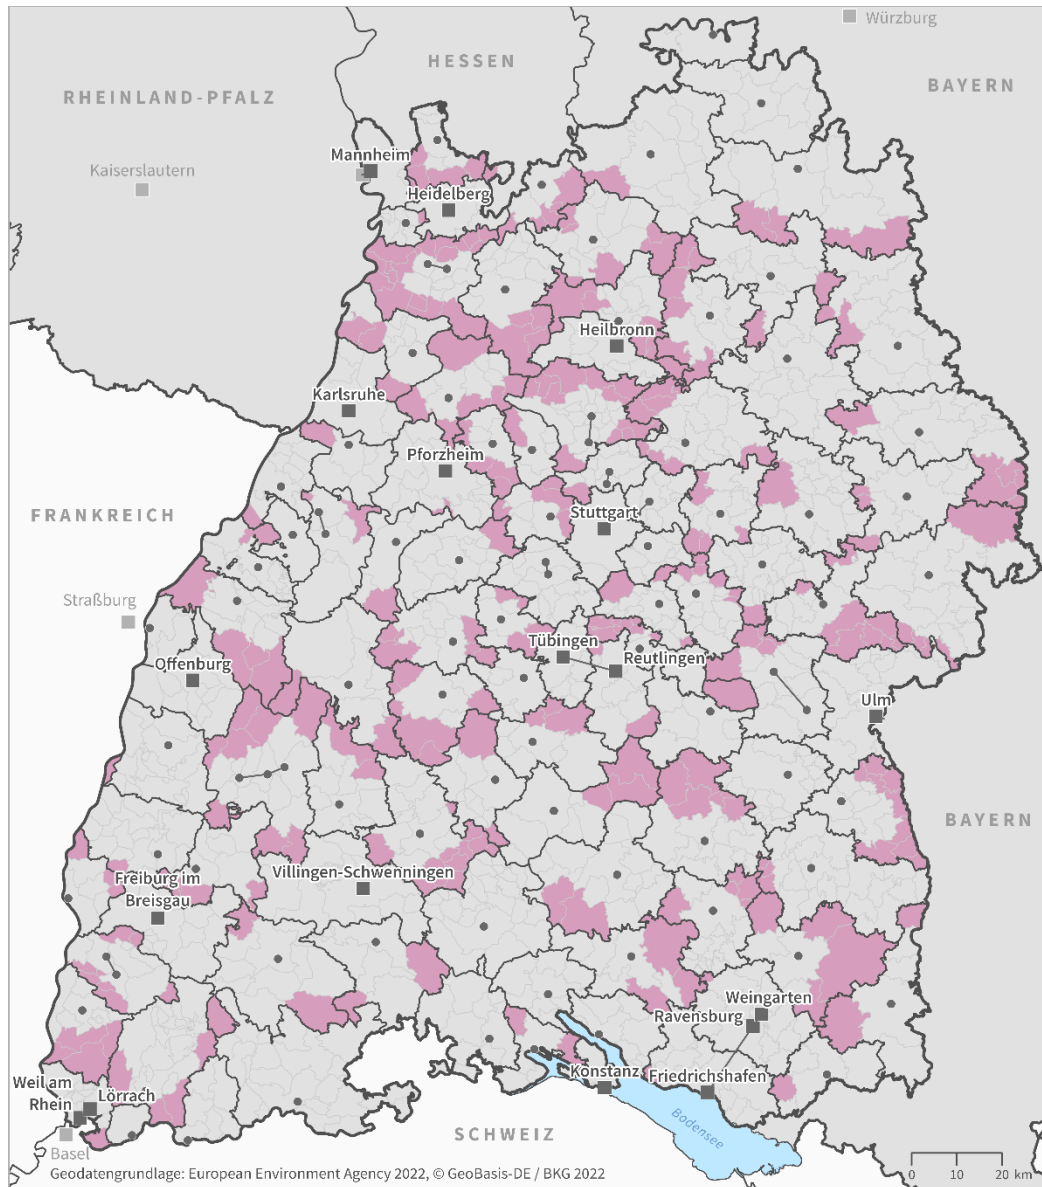 Würzburg
HESSEN
BAYERN
RHEINLAND-PFALZ
Mannheim
Kaiserslautern
Heidelberg
Heilbronn
Karlsruhe
Pforzheim
FRANKREICH
Stuttgart
Straßburg
Tübingen
Offenburg
Reutlingen
Ulm
BAYERN
Villingen-Schwenningen
Freiburg im
Breisgau
Weingarten
Ravensburg
Konstanz
Friedrichshafen
Weil am
Rhein
Lörrach
Bodensee
SCHWEIZ
Basel
Geodatengrundlage: European Environment Agency 2022, © GeoBasis-DE / BKG 2022
0 10 20 km